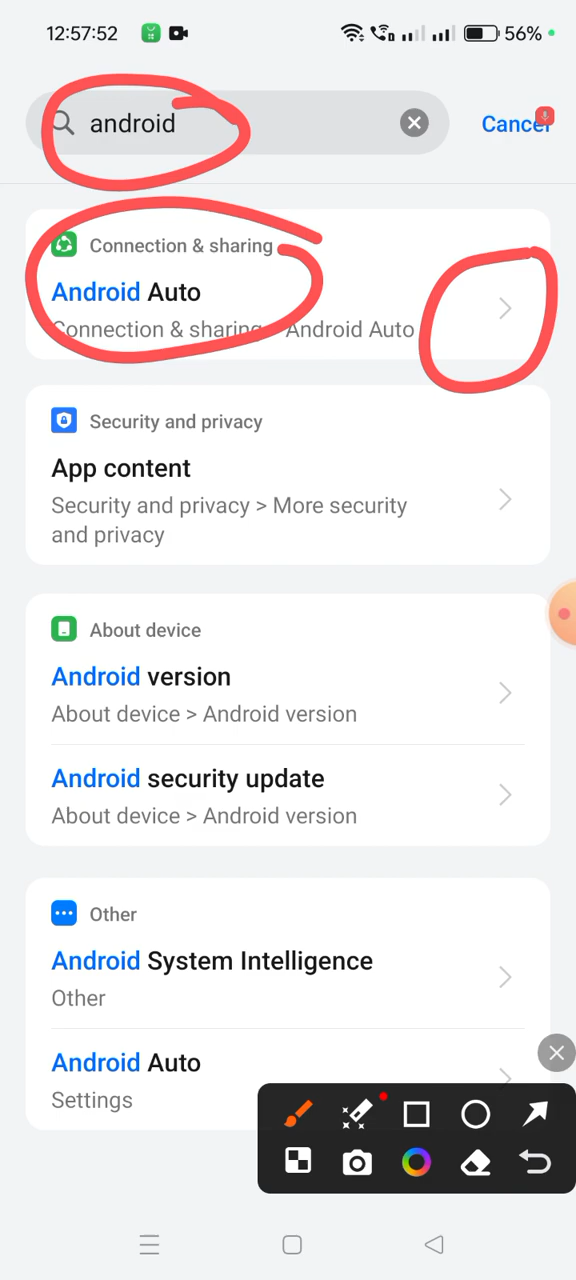 12:57:52
56%
android
Cancel
Connection & sharing
Android Auto
Connection & sharing > Android Auto
Security and privacy
App content
Security and privacy > More security
and privacy
About device
Android version
About device > Android version
Android security update
About device > Android version
Other
Android System Intelligence
Other
Android Auto
Settings